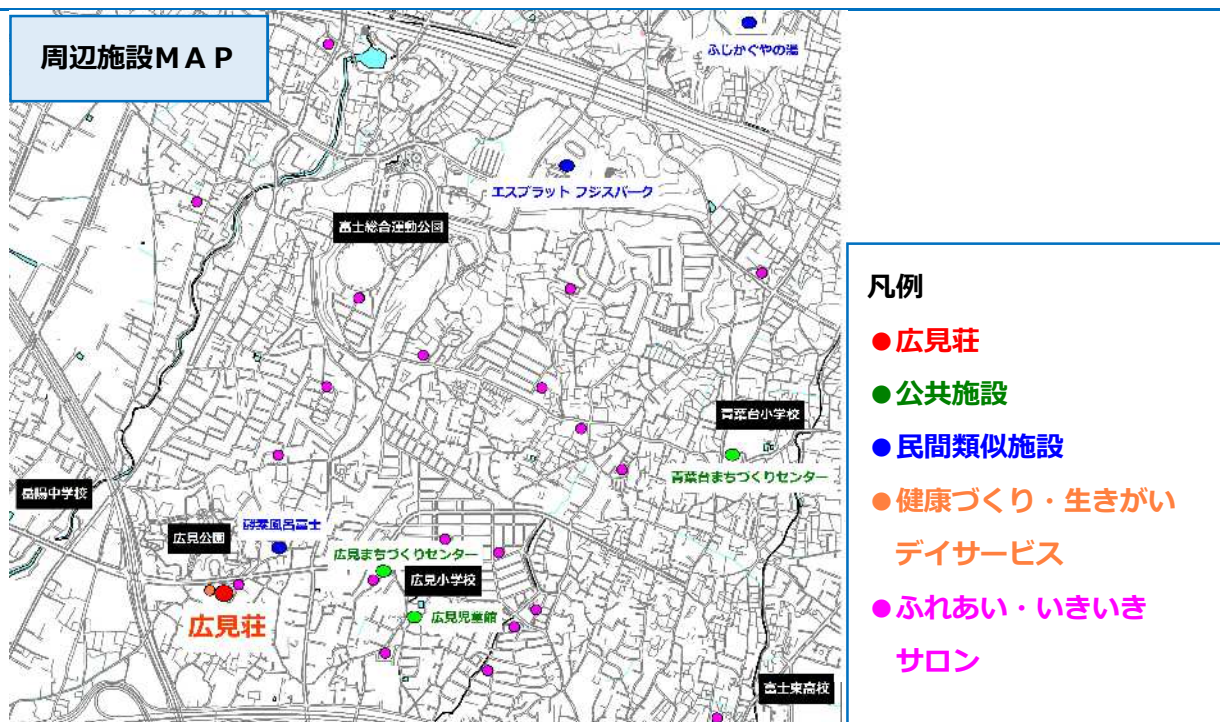 周辺施設ＭＡＰ
ふじかぐやの湯
エスプラット フジスパーク
富士総合運動公園
青葉台小学校
青葉台まちづくりセンター
岳陽中学校
広見公園
酵素風呂富士
広見まちづくりセンター
広見小学校
広見児童館
広見荘
富士東高校
凡例
●広見荘
●公共施設
●民間類似施設
●健康づくり・生きがい
デイサービス
●ふれあい・いきいき
サロン